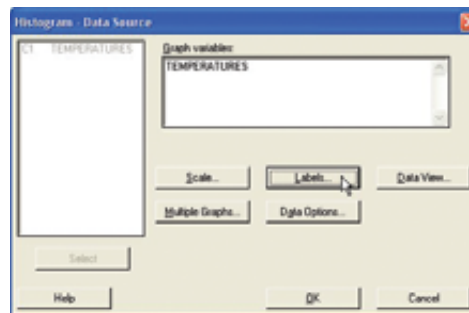 Histogram - Data Source
C1 TEMPERATURES
Graph variables:
TEMPERATURES
Scale...
Labels...
Data View...
Multiple Graphs...
Data Options...
Select
Help
OK
Cancel